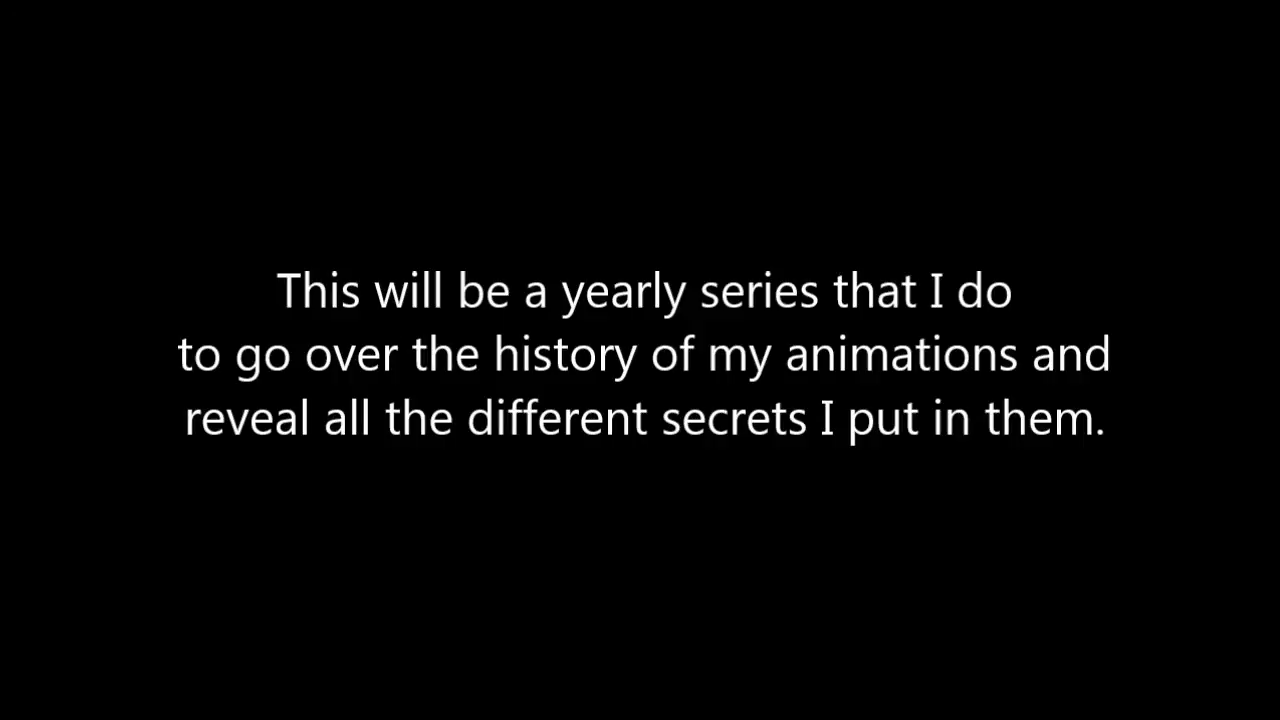 This will be a yearly series that I do
to go over the history of my animations and
reveal all the different secrets I put in them.